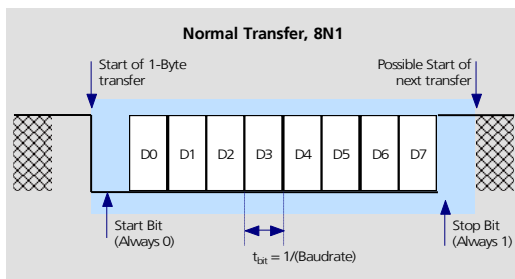 Normal Transfer, 8N1
Start of 1-Byte
transfer
Possible Start of
next transfer
D0 D1 D2 D3 D4 D5 D6 D7
Start Bit
(Always 0)
t_bit = 1/(Baudrate)
Stop Bit
(Always 1)